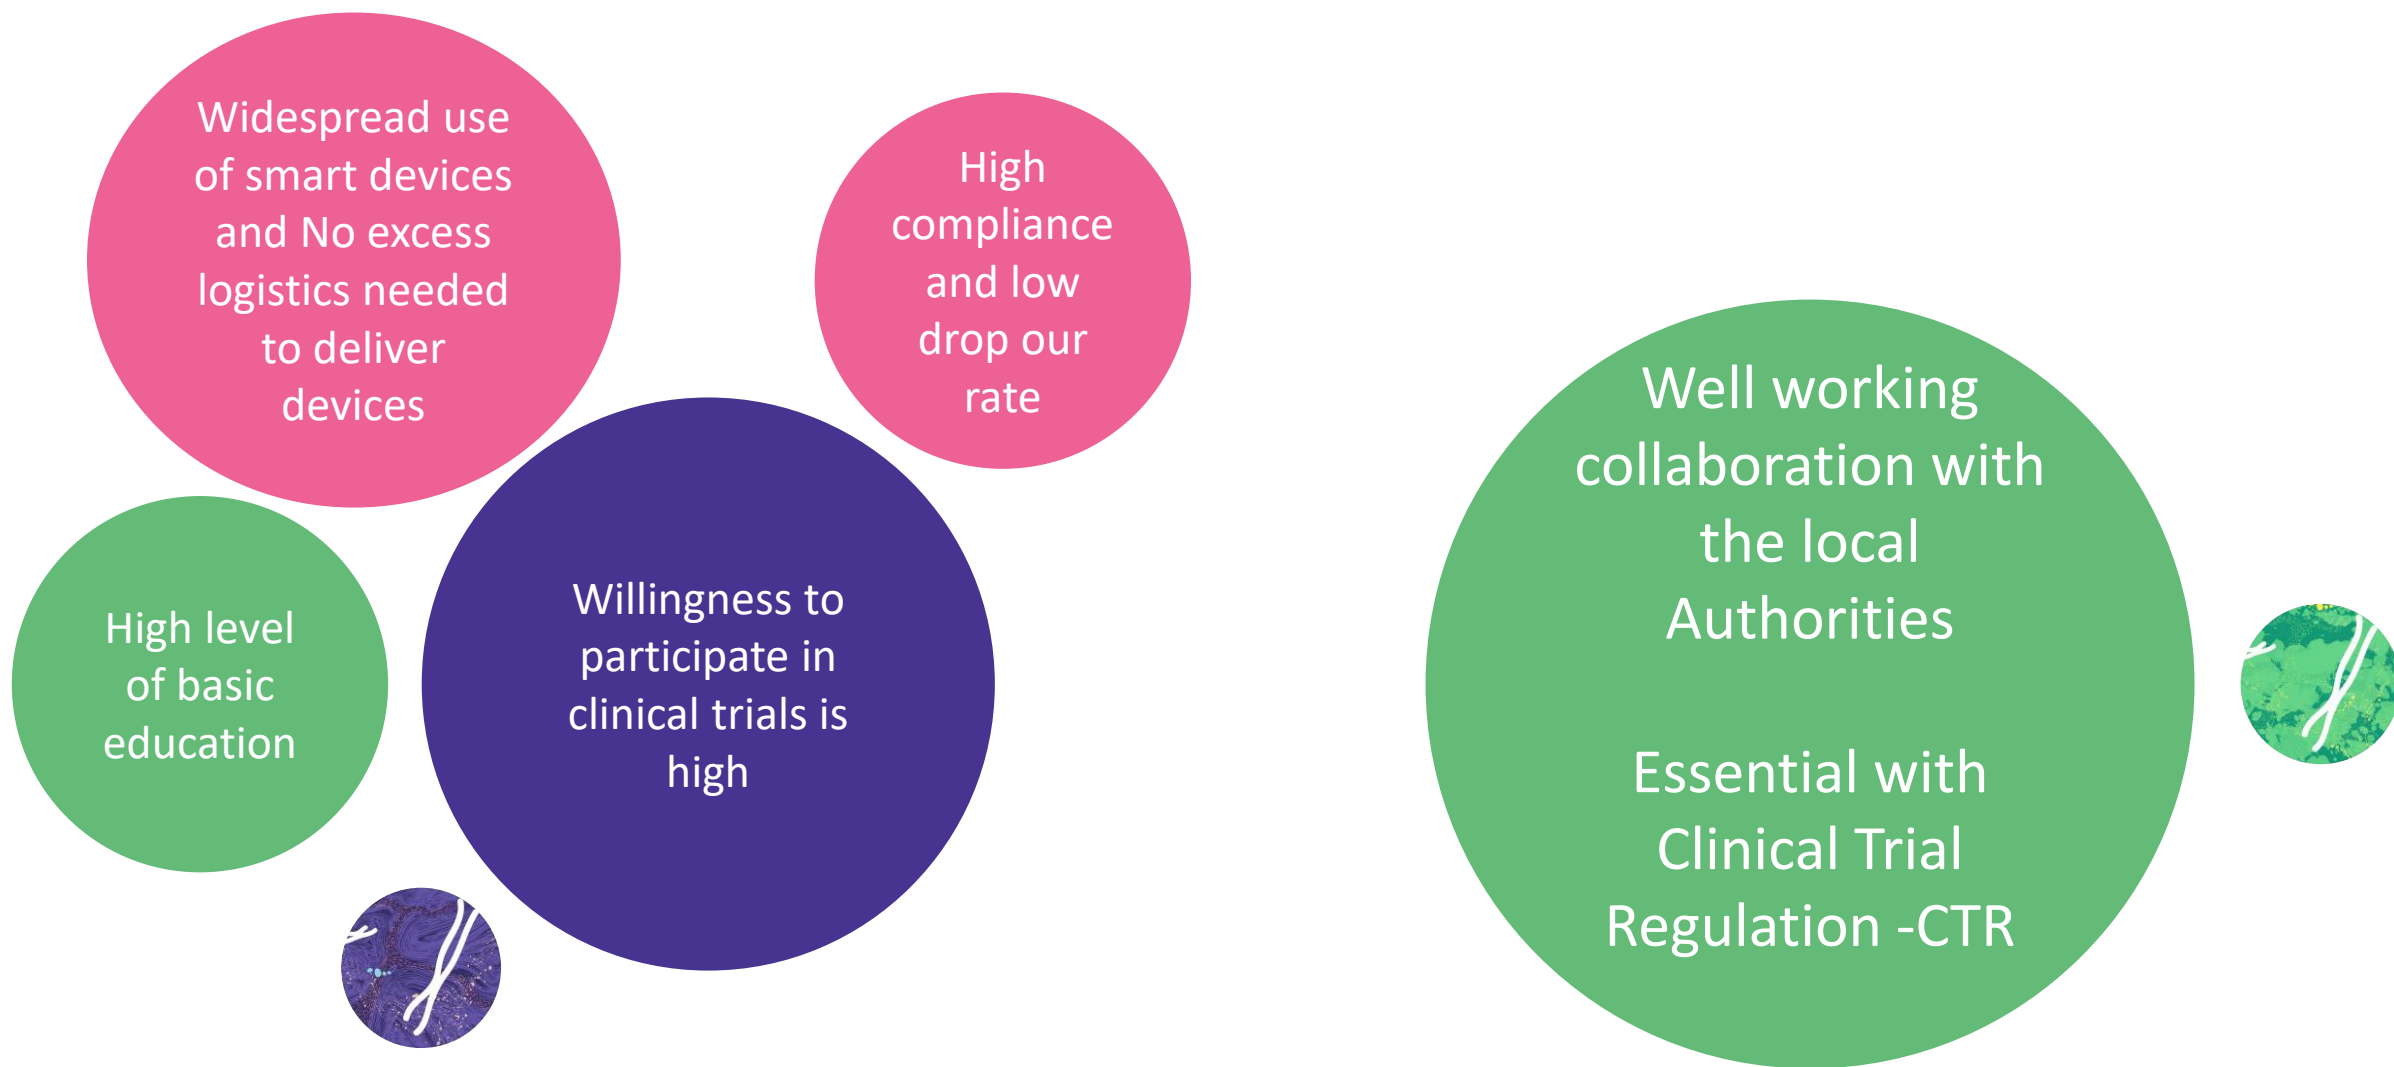 Widespread use
of smart devices
and No excess
logistics needed
to deliver
devices
High
compliance
and low
drop our
rate
High level
of basic
education
Willingness to
participate in
clinical trials is
high
Well working
collaboration with
the local
Authorities
Essential with
Clinical Trial
Regulation -CTR